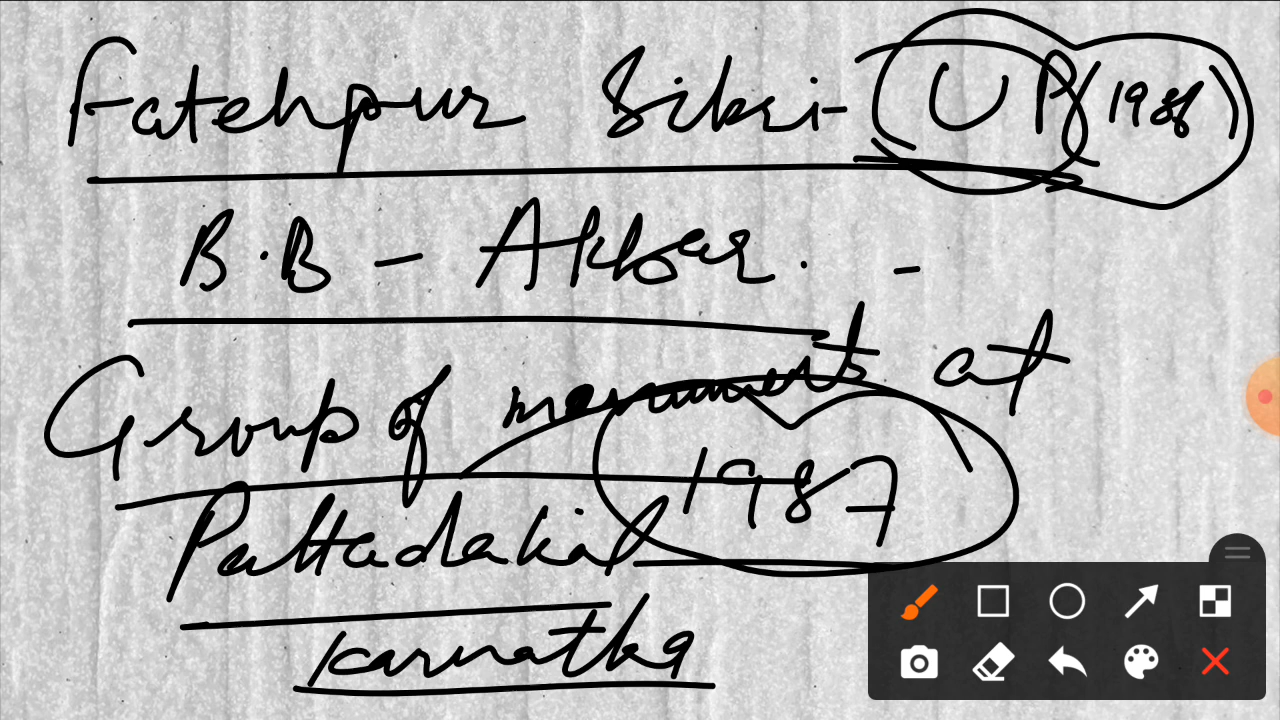 Fatehpur Sikri- UP (1986)
B.B - Akbar. -
Group of monuments at
1987
Pattadakal
Karnatka